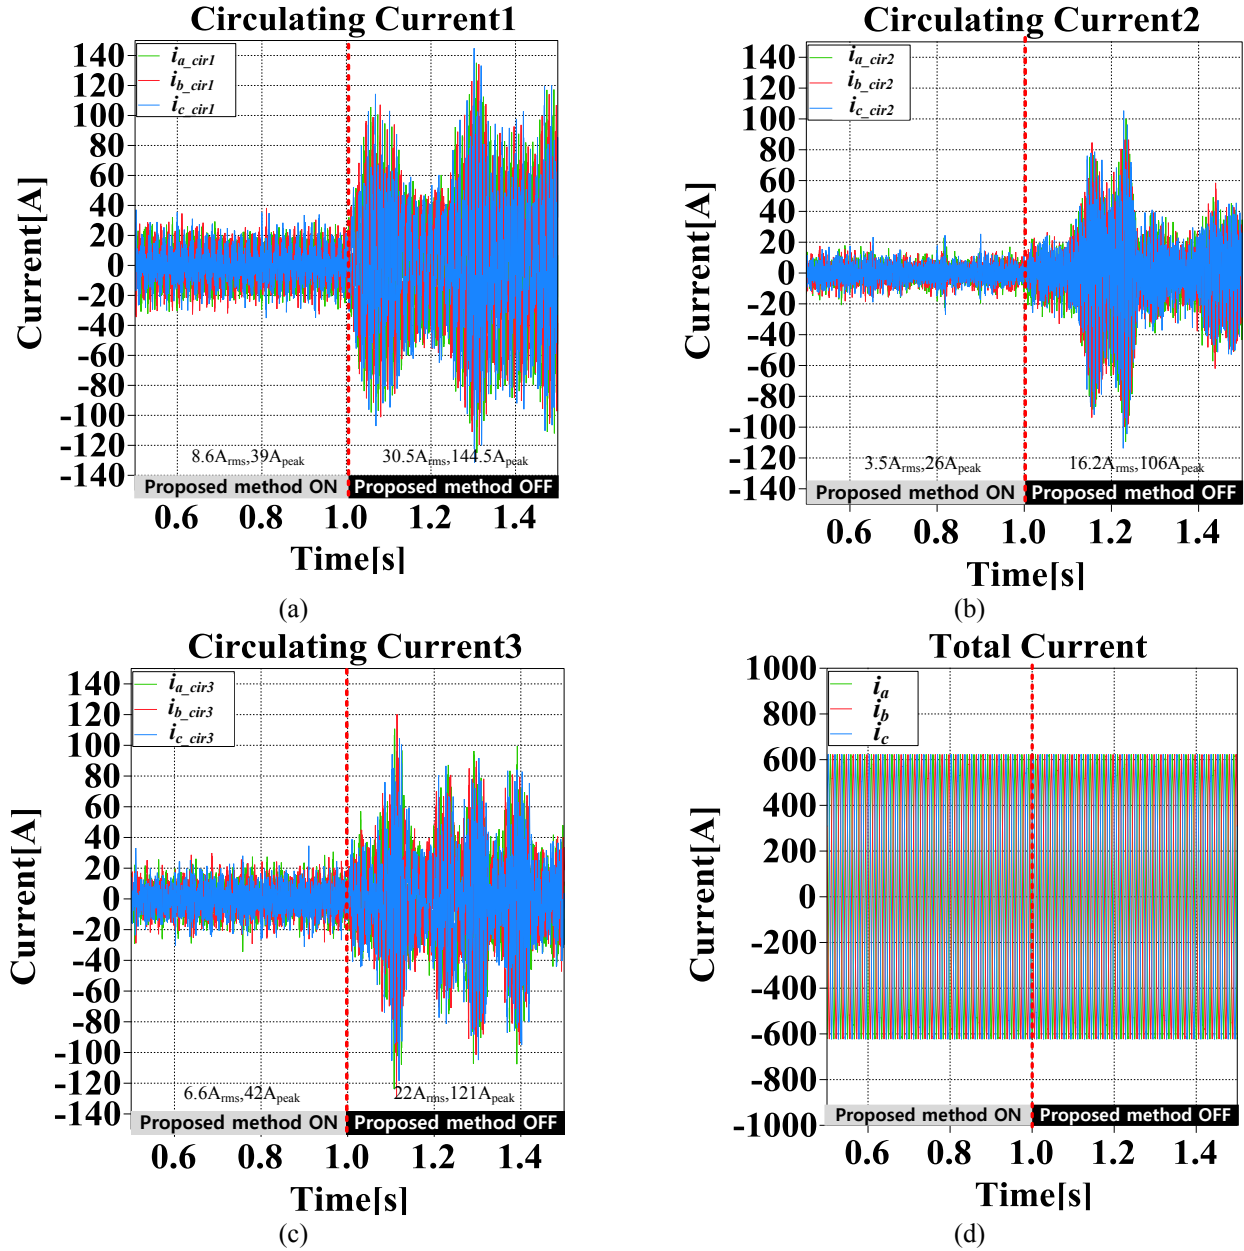 Circulating Current1
140
120
100
80
60
40
20
0
-20
-40
-60
-80
-100
-120
-140
Current[A]
i_a_cir1
i_b_cir1
i_c_cir1
8.6Arms,39Apeak
30.5Arms,144.5Apeak
Proposed method ON
Proposed method OFF
0.6 0.8 1.0 1.2 1.4
Time[s]
(a)
Circulating Current2
140
120
100
80
60
40
20
0
-20
-40
-60
-80
-100
-120
-140
Current[A]
i_a_cir2
i_b_cir2
i_c_cir2
3.5Arms,26Apeak
16.2Arms,106Apeak
Proposed method ON
Proposed method OFF
0.6 0.8 1.0 1.2 1.4
Time[s]
(b)
Circulating Current3
140
120
100
80
60
40
20
0
-20
-40
-60
-80
-100
-120
-140
Current[A]
i_a_cir3
i_b_cir3
i_c_cir3
6.6Arms,42Apeak
22Arms,121Apeak
Proposed method ON
Proposed method OFF
0.6 0.8 1.0 1.2 1.4
Time[s]
(c)
Total Current
1000
800
600
400
200
0
-200
-400
-600
-800
-1000
Current[A]
i_a
i_b
i_c
Proposed method ON
Proposed method OFF
0.6 0.8 1.0 1.2 1.4
Time[s]
(d)